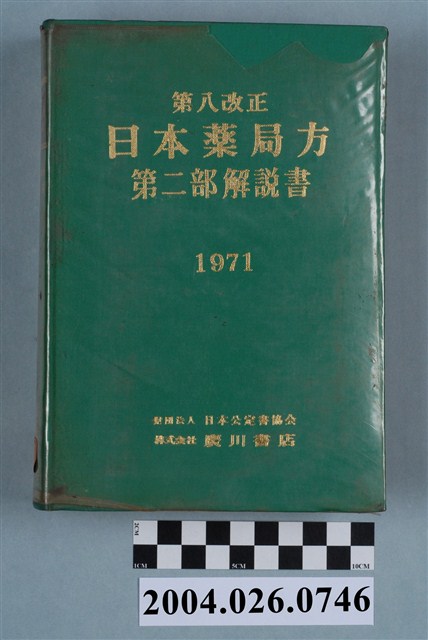 第八改正
日本薬局方
第二部解説書
1971
財団法人 日本公定書協会
株式会社 廣川書店
2CM
1CM 5CM 10CM
2004.026.0746